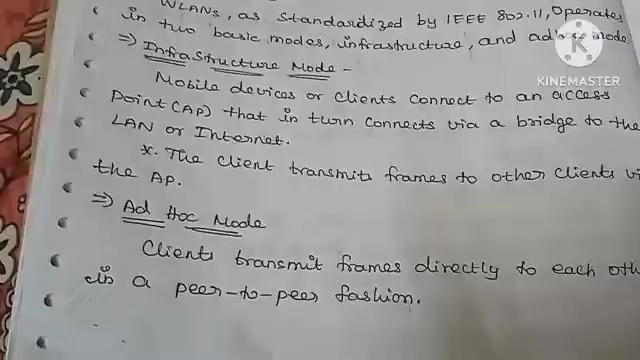 WLANs, as standardized by IEEE 802.11, Operates
in two basic modes, infrastructure, and adhoc mode
⇒ Infrastructure Mode -
Mobile devices or clients connect to an access
Point (AP) that in turn connects via a bridge to the
LAN or Internet.
*. The client transmits frames to other clients vi
the AP.
⇒ Ad Hoc Mode
Clients transmit frames directly to each oth
in a peer-to-peer fashion.
KINEMASTER